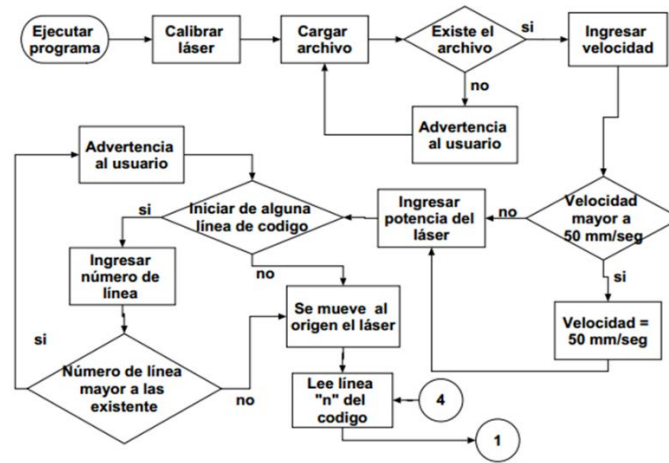 Ejecutar
programa
Calibrar
láser
Cargar
archivo
Existe el
archivo
si
Ingresar
velocidad
no
Advertencia
al usuario
Advertencia
al usuario
si
Iniciar de alguna
línea de codigo
Ingresar
potencia del
láser
no
Velocidad
mayor a
50 mm/seg
Ingresar
número de
línea
no
Se mueve al
origen el láser
si
Velocidad =
50 mm/seg
si
Número de línea
mayor a las
existente
no
Lee línea
"n" del
codigo
4
1